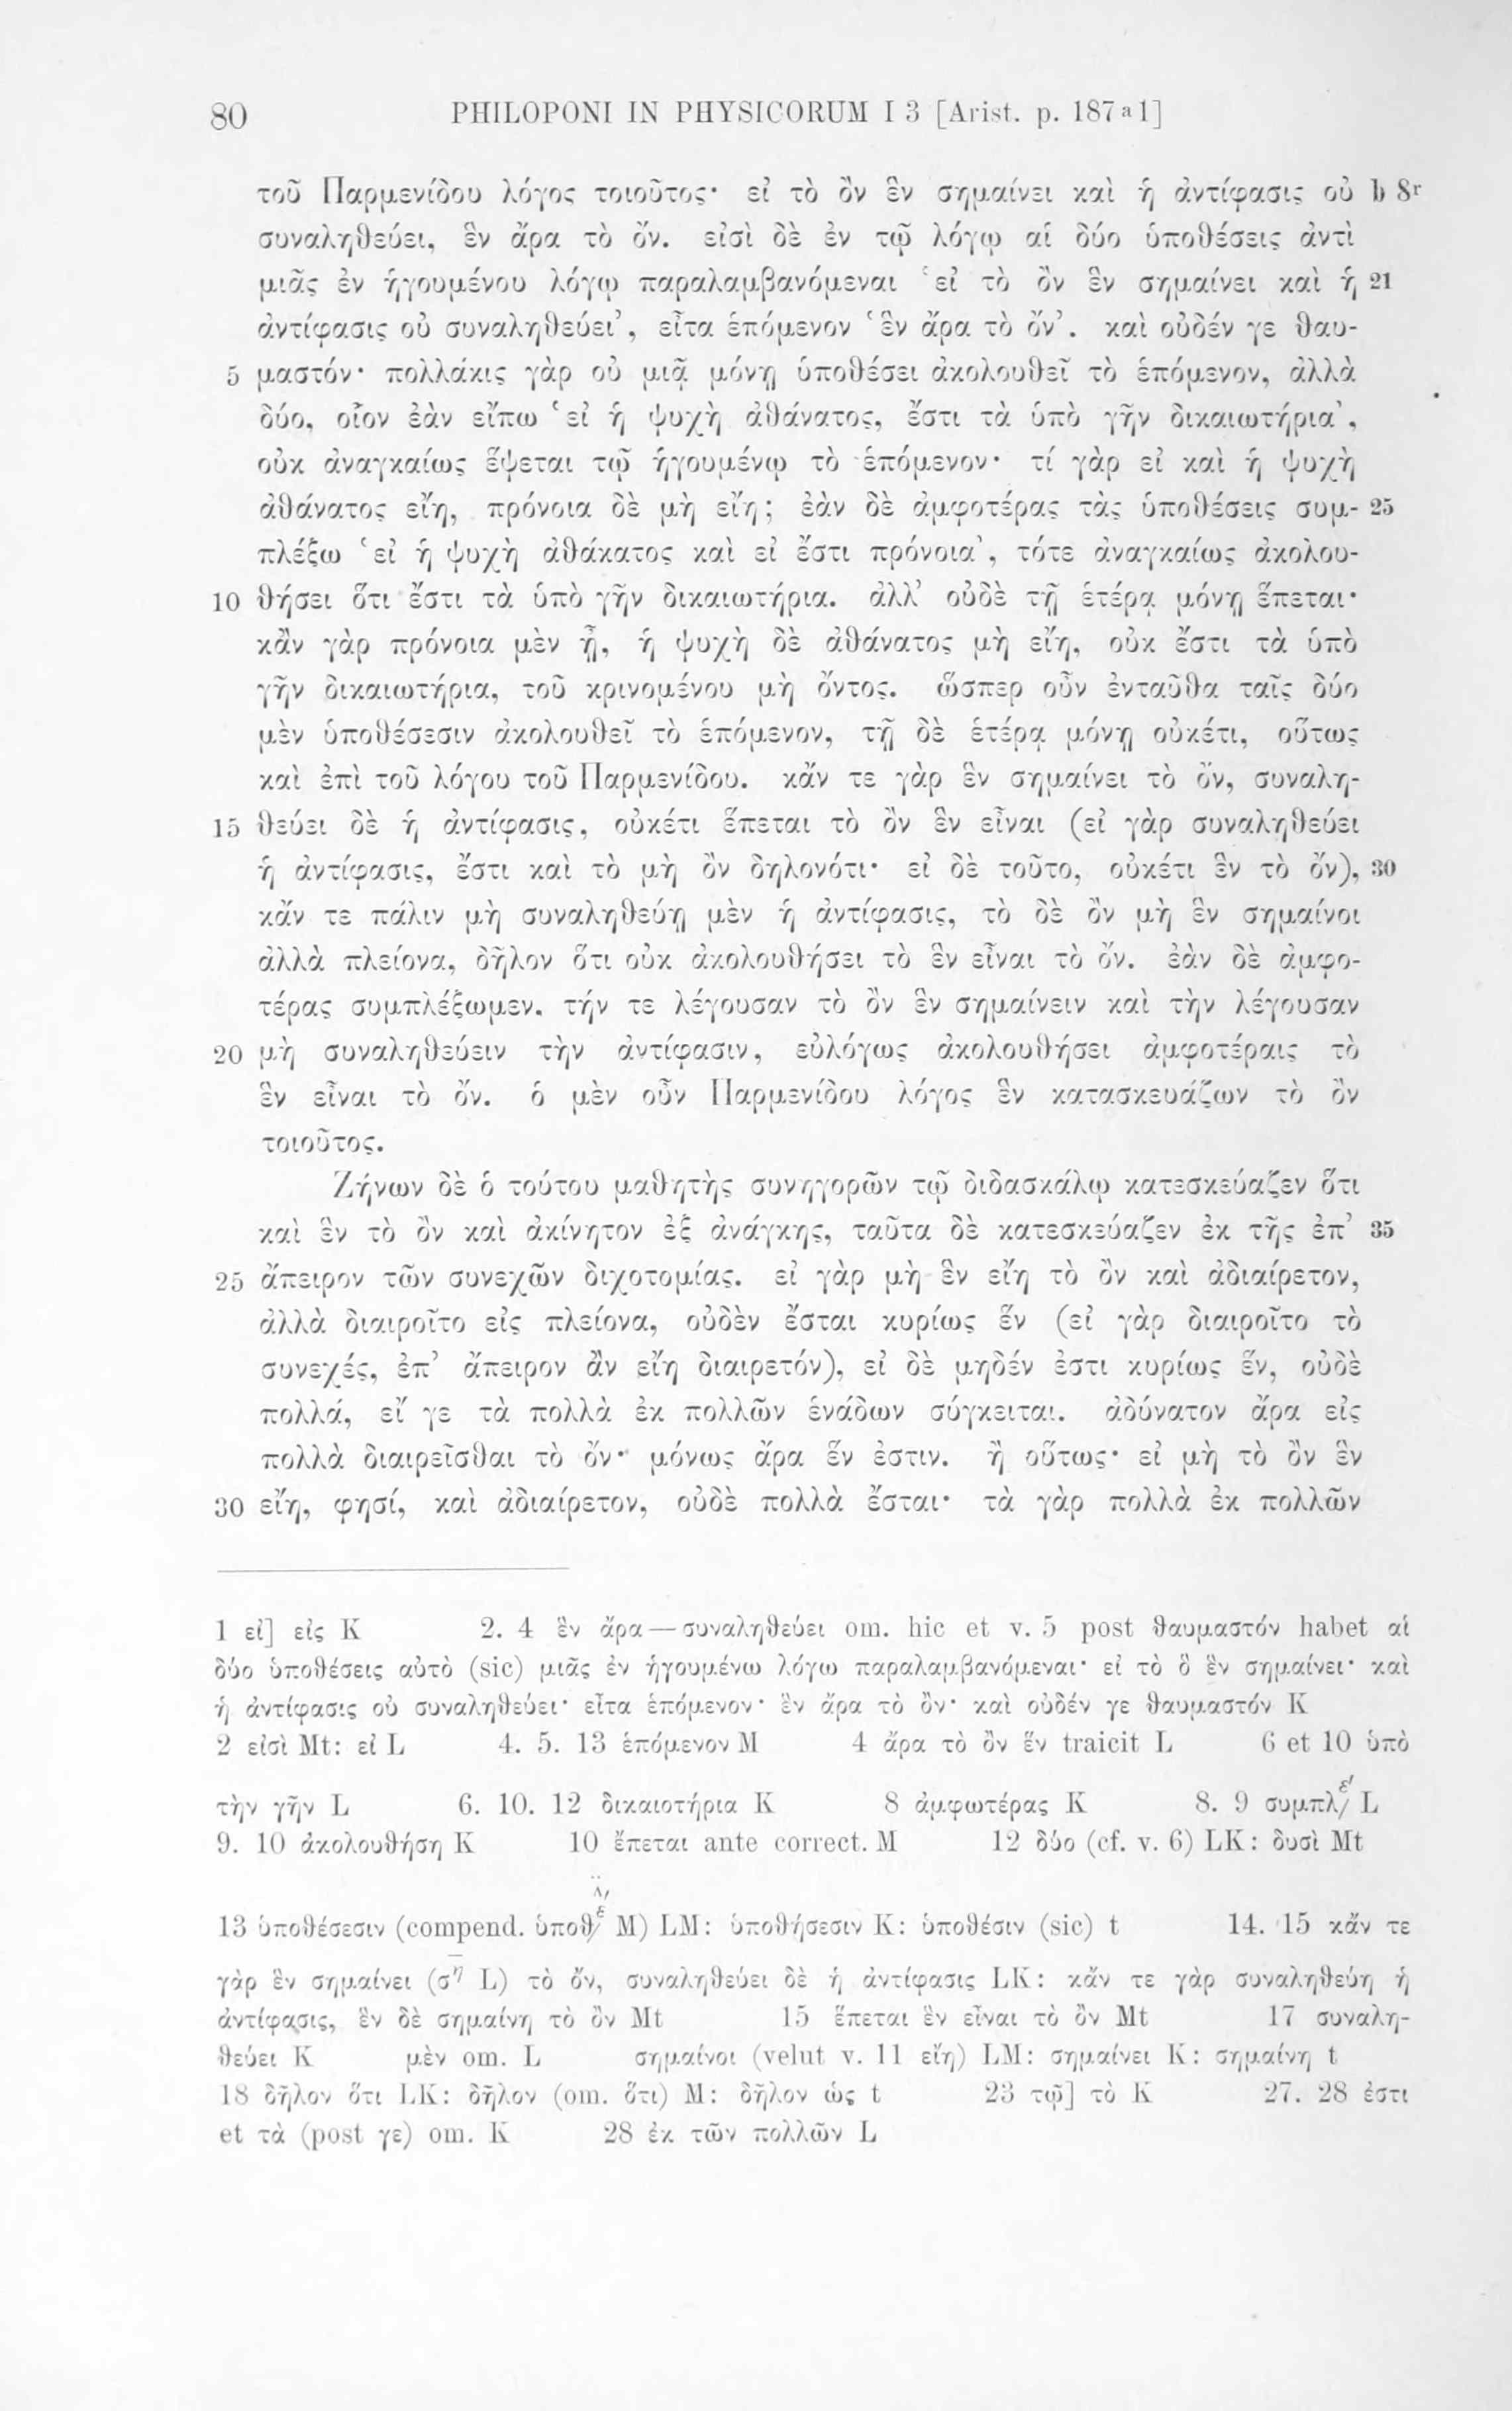 80 PHILOPONI IN PHYSICORUM I 3 [Arist. p. 187 a 1]
τοῦ Παρμενίδου λόγος τοιοῦτος· εἰ τὸ ὂν ἓν σημαίνει καὶ ἡ ἀντίφασις οὐ b 8r
συναληθεύει, ἓν ἄρα τὸ ὄν. εἰσὶ δὲ ἐν τῷ λόγῳ αἱ δύο ὑποθέσεις ἀντὶ
μιᾶς ἐν ἡγουμένου λόγῳ παραλαμβανόμεναι ‘εἰ τὸ ὂν ἓν σημαίνει καὶ ἡ 21
ἀντίφασις οὐ συναληθεύει’, εἶτα ἑπόμενον ‘ἓν ἄρα τὸ ὄν’. καὶ οὐδέν γε θαυ-
5 μαστόν· πολλάκις γὰρ οὐ μιᾷ μόνῃ ὑποθέσει ἀκολουθεῖ τὸ ἑπόμενον, ἀλλὰ
δύο, οἷον ἐὰν εἴπω ‘εἰ ἡ ψυχὴ ἀθάνατος, ἔστι τὰ ὑπὸ γῆν δικαιωτήρια’,
οὐκ ἀναγκαίως ἕψεται τῷ ἡγουμένῳ τὸ ἑπόμενον· τί γὰρ εἰ καὶ ἡ ψυχὴ
ἀθάνατος εἴη, πρόνοια δὲ μὴ εἴη; ἐὰν δὲ ἀμφοτέρας τὰς ὑποθέσεις συμ- 25
πλέξω ‘εἰ ἡ ψυχὴ ἀθάκατος καὶ εἰ ἔστι πρόνοια’, τότε ἀναγκαίως ἀκολου-
10 θήσει ὅτι ἔστι τὰ ὑπὸ γῆν δικαιωτήρια. ἀλλ’ οὐδὲ τῇ ἑτέρᾳ μόνῃ ἕπεται·
κἂν γὰρ πρόνοια μὲν ᾖ, ἡ ψυχὴ δὲ ἀθάνατος μὴ εἴη, οὐκ ἔστι τὰ ὑπὸ
γῆν δικαιωτήρια, τοῦ κρινομένου μὴ ὄντος. ὥσπερ οὖν ἐνταῦθα ταῖς δύο
μὲν ὑποθέσεσιν ἀκολουθεῖ τὸ ἑπόμενον, τῇ δὲ ἑτέρᾳ μόνῃ οὐκέτι, οὕτως
καὶ ἐπὶ τοῦ λόγου τοῦ Παρμενίδου. κἄν τε γὰρ ἓν σημαίνει τὸ ὄν, συναλη-
15 θεύει δὲ ἡ ἀντίφασις, οὐκέτι ἕπεται τὸ ὂν ἓν εἶναι (εἰ γὰρ συναληθεύει
ἡ ἀντίφασις, ἔστι καὶ τὸ μὴ ὂν δηλονότι· εἰ δὲ τοῦτο, οὐκέτι ἓν τὸ ὄν), 30
κἄν τε πάλιν μὴ συναληθεύῃ μὲν ἡ ἀντίφασις, τὸ δὲ ὂν μὴ ἓν σημαίνοι
ἀλλὰ πλείονα, δῆλον ὅτι οὐκ ἀκολουθήσει τὸ ἓν εἶναι τὸ ὄν. ἐὰν δὲ ἀμφο-
τέρας συμπλέξωμεν, τήν τε λέγουσαν τὸ ὂν ἓν σημαίνειν καὶ τὴν λέγουσαν
20 μὴ συναληθεύειν τὴν ἀντίφασιν, εὐλόγως ἀκολουθήσει ἀμφοτέραις τὸ
ἓν εἶναι τὸ ὄν. ὁ μὲν οὖν Παρμενίδου λόγος ἓν κατασκευάζων τὸ ὂν
τοιοῦτος.
Ζήνων δὲ ὁ τούτου μαθητὴς συνηγορῶν τῷ διδασκάλῳ κατεσκεύαζεν ὅτι
καὶ ἓν τὸ ὂν καὶ ἀκίνητον ἐξ ἀνάγκης, ταῦτα δὲ κατεσκεύαζεν ἐκ τῆς ἐπ’ 35
25 ἄπειρον τῶν συνεχῶν διχοτομίας. εἰ γὰρ μὴ ἓν εἴη τὸ ὂν καὶ ἀδιαίρετον,
ἀλλὰ διαιροῖτο εἰς πλείονα, οὐδὲν ἔσται κυρίως ἕν (εἰ γὰρ διαιροῖτο τὸ
συνεχές, ἐπ’ ἄπειρον ἂν εἴη διαιρετόν), εἰ δὲ μηδέν ἐστι κυρίως ἕν, οὐδὲ
πολλά, εἴ γε τὰ πολλὰ ἐκ πολλῶν ἑνάδων σύγκειται. ἀδύνατον ἄρα εἰς
πολλὰ διαιρεῖσθαι τὸ ὄν· μόνως ἄρα ἕν ἐστιν. ἢ οὕτως· εἰ μὴ τὸ ὂν ἓν
30 εἴη, φησί, καὶ ἀδιαίρετον, οὐδὲ πολλὰ ἔσται· τὰ γὰρ πολλὰ ἐκ πολλῶν
1 εἰ] εἰς K 2. 4 ἓν ἄρα — συναληθεύει om. hic et v. 5 post θαυμαστόν habet αἱ
δύο ὑποθέσεις αὐτὸ (sic) μιᾶς ἐν ἡγουμένω λόγω παραλαμβανόμεναι· εἰ τὸ ὃ ἓν σημαίνει· καὶ
ἡ ἀντίφασις οὐ συναληθεύει· εἶτα ἑπόμενον· ἓν ἄρα τὸ ὂν· καὶ οὐδέν γε θαυμαστόν K
2 εἰσὶ Mt: εἰ L 4. 5. 13 ἑπόμενον M 4 ἄρα τὸ ὂν ἕν traicit L 6 et 10 ὑπὸ
τὴν γῆν L 6. 10. 12 δικαιοτήρια K 8 ἀμφωτέρας K 8. 9 συμπλ/ L
9. 10 ἀκολουθήση K 10 ἔπεται ante correct. M 12 δύο (cf. v. 6) LK: δυσὶ Mt
13 ὑποθέσεσιν (compend. ὑποθ/ M) LM: ὑποθήσεσιν K: ὑποθέσιν (sic) t 14. 15 κἄν τε
γὰρ ἓν σημαίνει (ση L) τὸ ὄν, συναληθεύει δὲ ἡ ἀντίφασις LK: κἄν τε γὰρ συναληθεύη ἡ
ἀντίφασις, ἓν δὲ σημαίνη τὸ ὂν Mt 15 ἕπεται ἓν εἶναι τὸ ὂν Mt 17 συναλη-
θεύει K μὲν om. L σημαίνοι (velut v. 11 εἴη) LM: σημαίνει K: σημαίνη t
18 δῆλον ὅτι LK: δῆλον (om. ὅτι) M: δῆλον ὡς t 23 τῷ] τὸ K 27. 28 ἐστι
et τὰ (post γε) om. K 28 ἐκ τῶν πολλῶν L